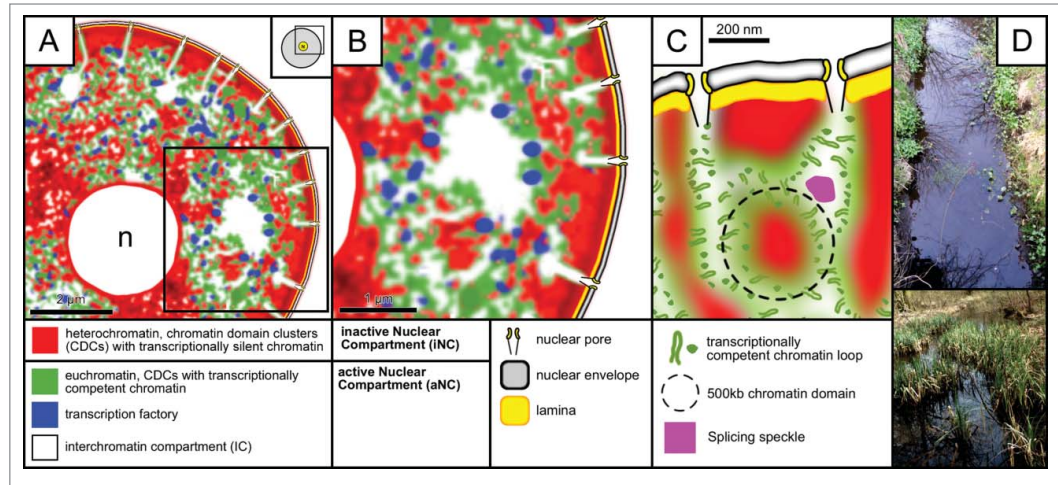 A
B
C
D
200 nm
n
2 µm
1 µm
heterochromatin, chromatin domain clusters
(CDCs) with transcriptionally silent chromatin
inactive Nuclear
Compartment (iNC)
euchromatin, CDCs with transcriptionally
competent chromatin
active Nuclear
Compartment (aNC)
transcription factory
interchromatin compartment (IC)
nuclear pore
nuclear envelope
lamina
transcriptionally
competent chromatin loop
500kb chromatin domain
Splicing speckle